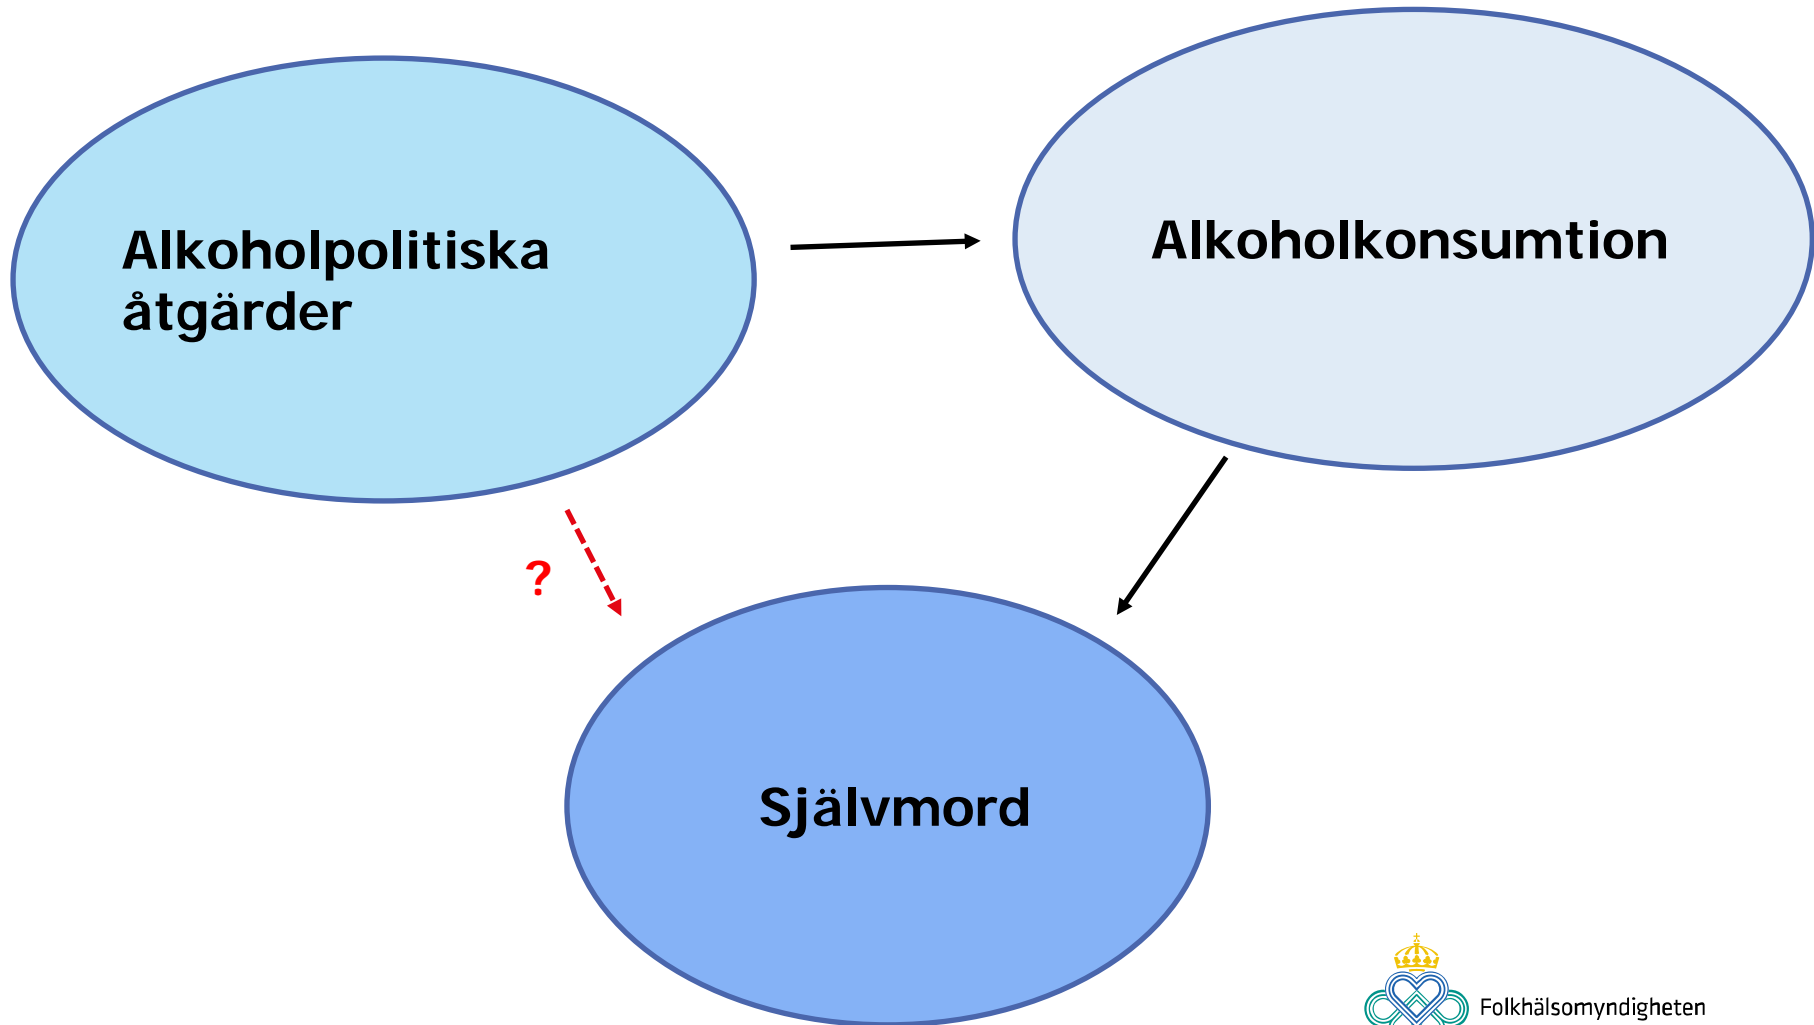 Alkoholpolitiska
åtgärder
Alkoholkonsumtion
?
Självmord
Folkhälsomyndigheten